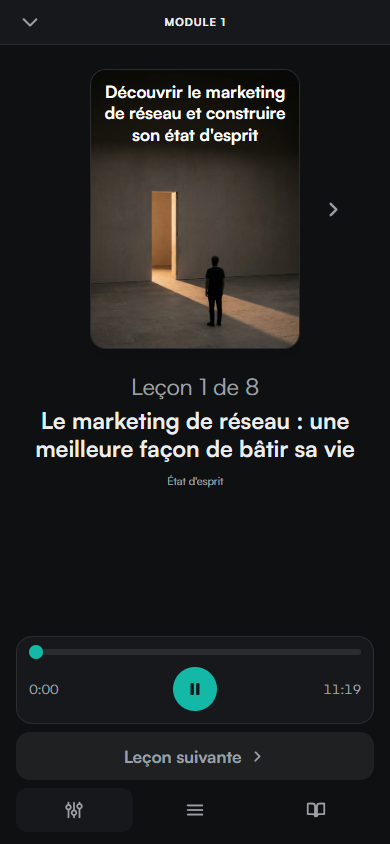 MODULE 1
Découvrir le marketing
de réseau et construire
son état d'esprit
Leçon 1 de 8
Le marketing de réseau : une
meilleure façon de bâtir sa vie
État d'esprit
0:00
11:19
Leçon suivante